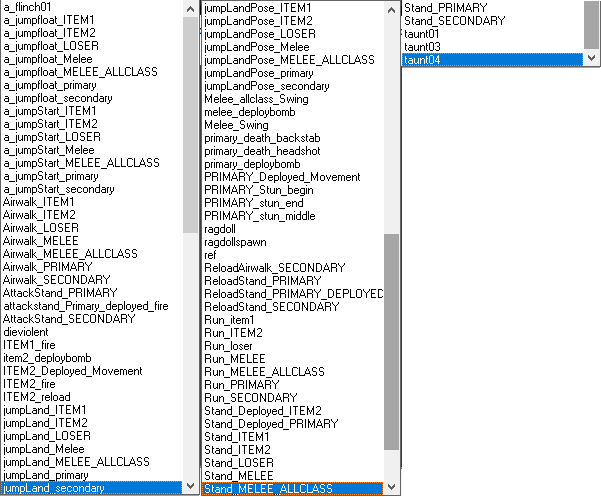 a_flinch01
a_jumpfloat_ITEM1
a_jumpfloat_ITEM2
a_jumpfloat_LOSER
a_jumpfloat_Melee
a_jumpfloat_MELEE_ALLCLASS
a_jumpfloat_primary
a_jumpfloat_secondary
a_jumpStart_ITEM1
a_jumpStart_ITEM2
a_jumpStart_LOSER
a_jumpStart_Melee
a_jumpStart_MELEE_ALLCLASS
a_jumpStart_primary
a_jumpStart_secondary
Airwalk_ITEM1
Airwalk_ITEM2
Airwalk_LOSER
Airwalk_MELEE
Airwalk_MELEE_ALLCLASS
Airwalk_PRIMARY
Airwalk_SECONDARY
AttackStand_PRIMARY
attackstand_Primary_deployed_fire
AttackStand_SECONDARY
dieviolent
ITEM1_fire
item2_deploybomb
ITEM2_Deployed_Movement
ITEM2_fire
ITEM2_reload
jumpLand_ITEM1
jumpLand_ITEM2
jumpLand_LOSER
jumpLand_Melee
jumpLand_MELEE_ALLCLASS
jumpLand_primary
jumpLand_secondary
jumpLandPose_ITEM1
jumpLandPose_ITEM2
jumpLandPose_LOSER
jumpLandPose_Melee
jumpLandPose_MELEE_ALLCLASS
jumpLandPose_primary
jumpLandPose_secondary
Melee_allclass_Swing
melee_deploybomb
Melee_Swing
primary_death_backstab
primary_death_headshot
primary_deploybomb
PRIMARY_Deployed_Movement
PRIMARY_Stun_begin
PRIMARY_stun_end
PRIMARY_stun_middle
ragdoll
ragdollspawn
ref
ReloadAirwalk_SECONDARY
ReloadStand_PRIMARY
ReloadStand_PRIMARY_DEPLOYED
ReloadStand_SECONDARY
Run_item1
Run_ITEM2
Run_loser
Run_MELEE
Run_MELEE_ALLCLASS
Run_PRIMARY
Run_SECONDARY
Stand_Deployed_ITEM2
Stand_Deployed_PRIMARY
Stand_ITEM1
Stand_ITEM2
Stand_LOSER
Stand_MELEE
Stand_MELEE_ALLCLASS
Stand_PRIMARY
Stand_SECONDARY
taunt01
taunt03
taunt04